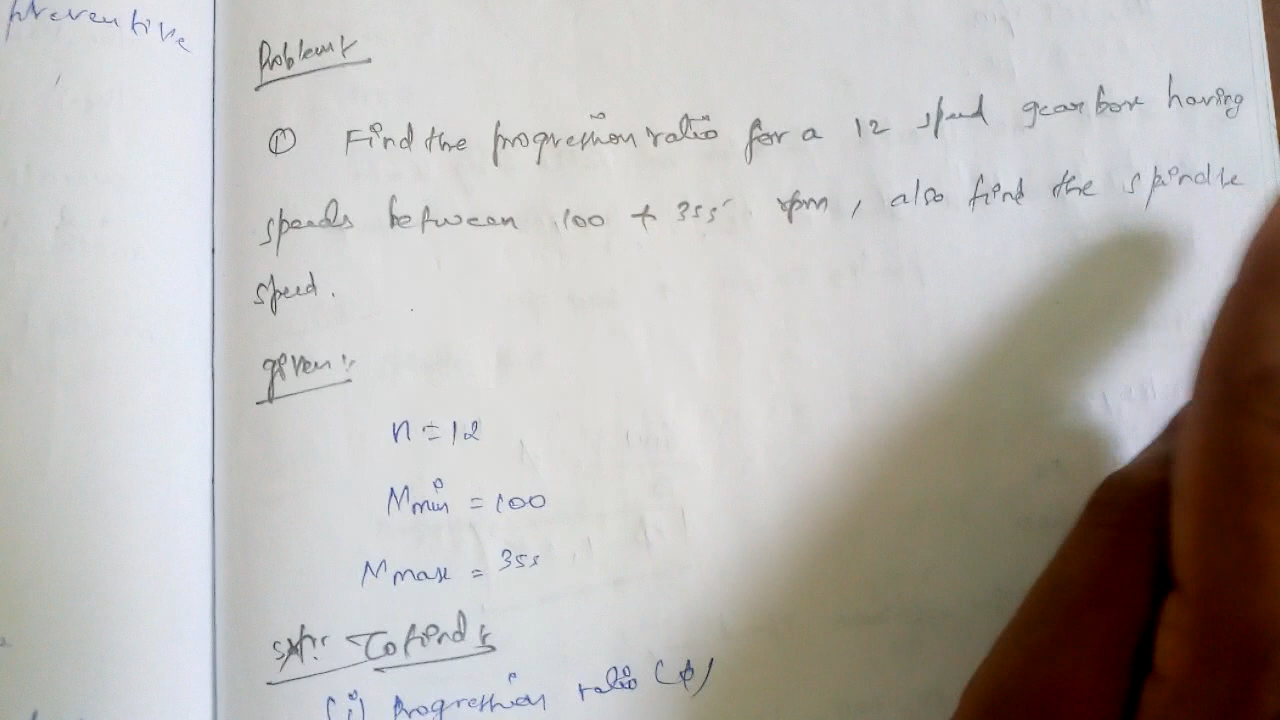 preventive
Problem :
① Find the progression ratio for a 12 speed gear box having
speeds between 100 + 355 rpm, also find the spindle
speed.
given :
n = 12
Nmin = 100
Nmax = 355
To find :
(i) Progression ratio (φ)